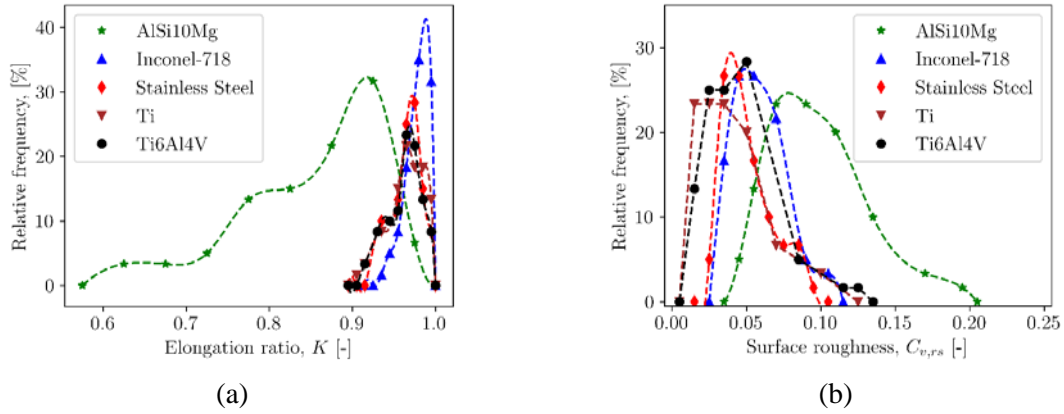 AlSi10Mg
Inconel-718
Stainless Steel
Ti
Ti6Al4V
Relative frequency, [%]
40
30
20
10
0
0.6 0.7 0.8 0.9 1.0
Elongation ratio, K [-]
(a)
AlSi10Mg
Inconel-718
Stainless Steel
Ti
Ti6Al4V
Relative frequency, [%]
30
20
10
0
0.00 0.05 0.10 0.15 0.20 0.25
Surface roughness, C_{v,rs} [-]
(b)